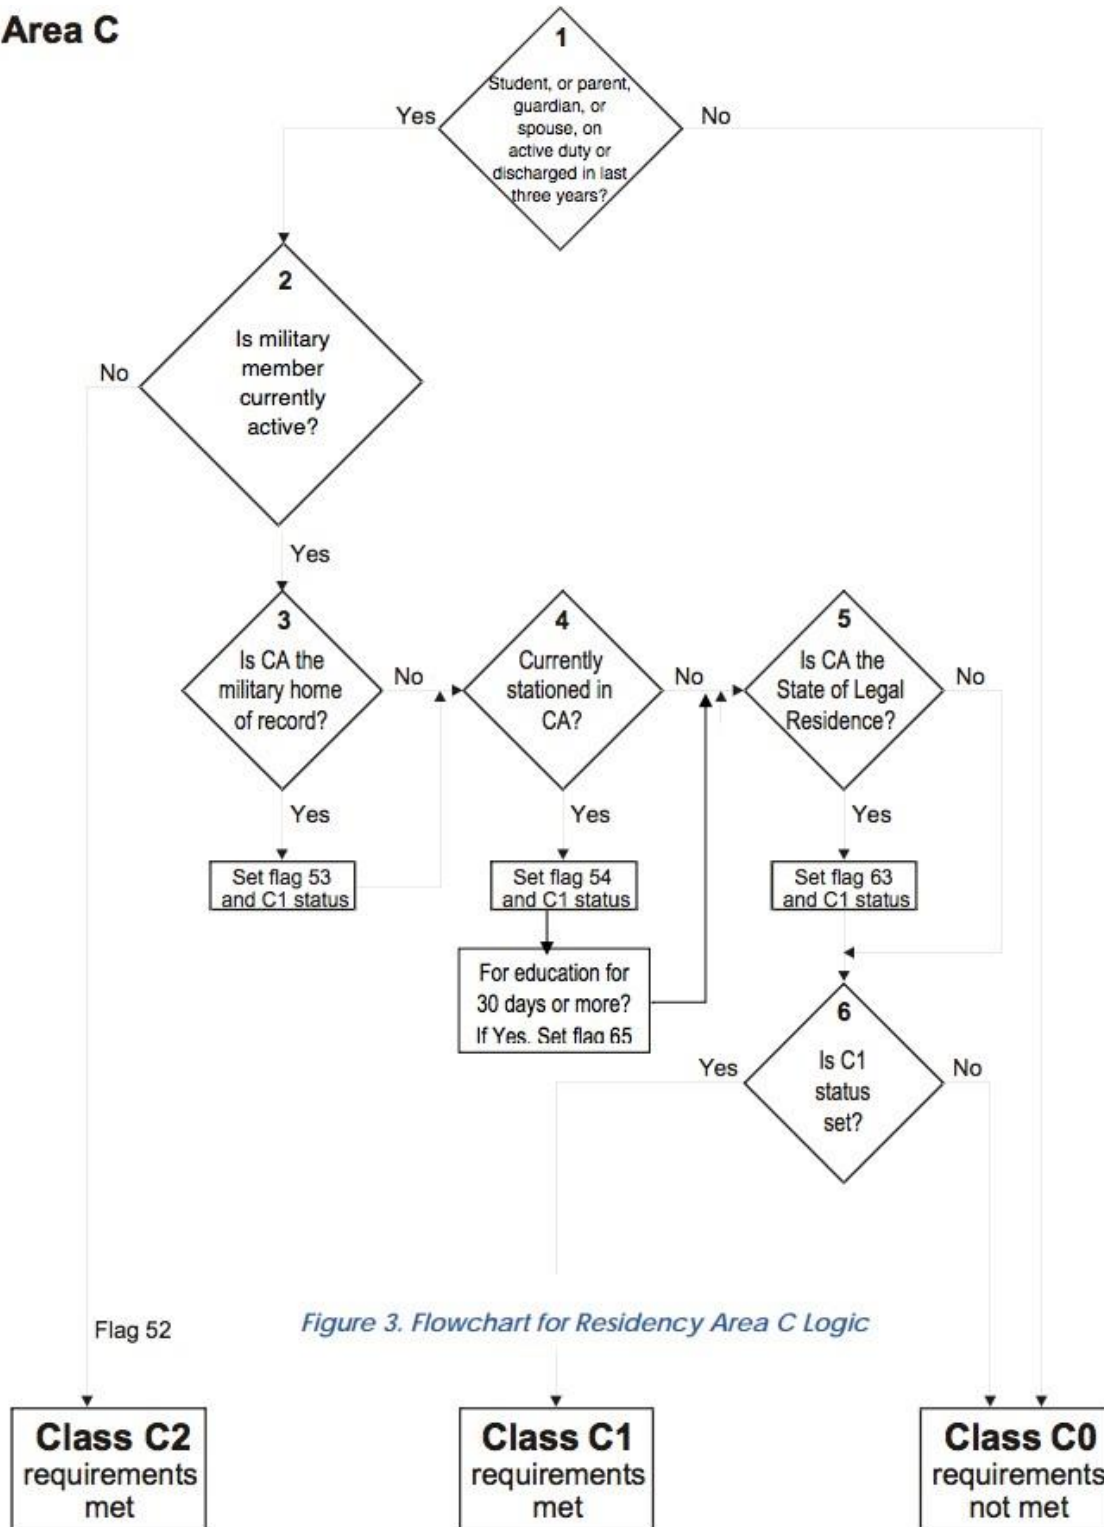 Area C
1
Student, or parent,
guardian, or
spouse, on
active duty or
discharged in last
three years?
Yes
No
2
Is military
member
currently
active?
No
Yes
3
Is CA the
military home
of record?
No
Yes
Set flag 53
and C1 status
4
Currently
stationed in
CA?
No
Yes
Set flag 54
and C1 status
For education for
30 days or more?
If Yes. Set flag 65
5
Is CA the
State of Legal
Residence?
No
Yes
Set flag 63
and C1 status
6
Is C1
status
set?
Yes
No
Flag 52
Figure 3. Flowchart for Residency Area C Logic
Class C2
requirements
met
Class C1
requirements
met
Class C0
requirements
not met